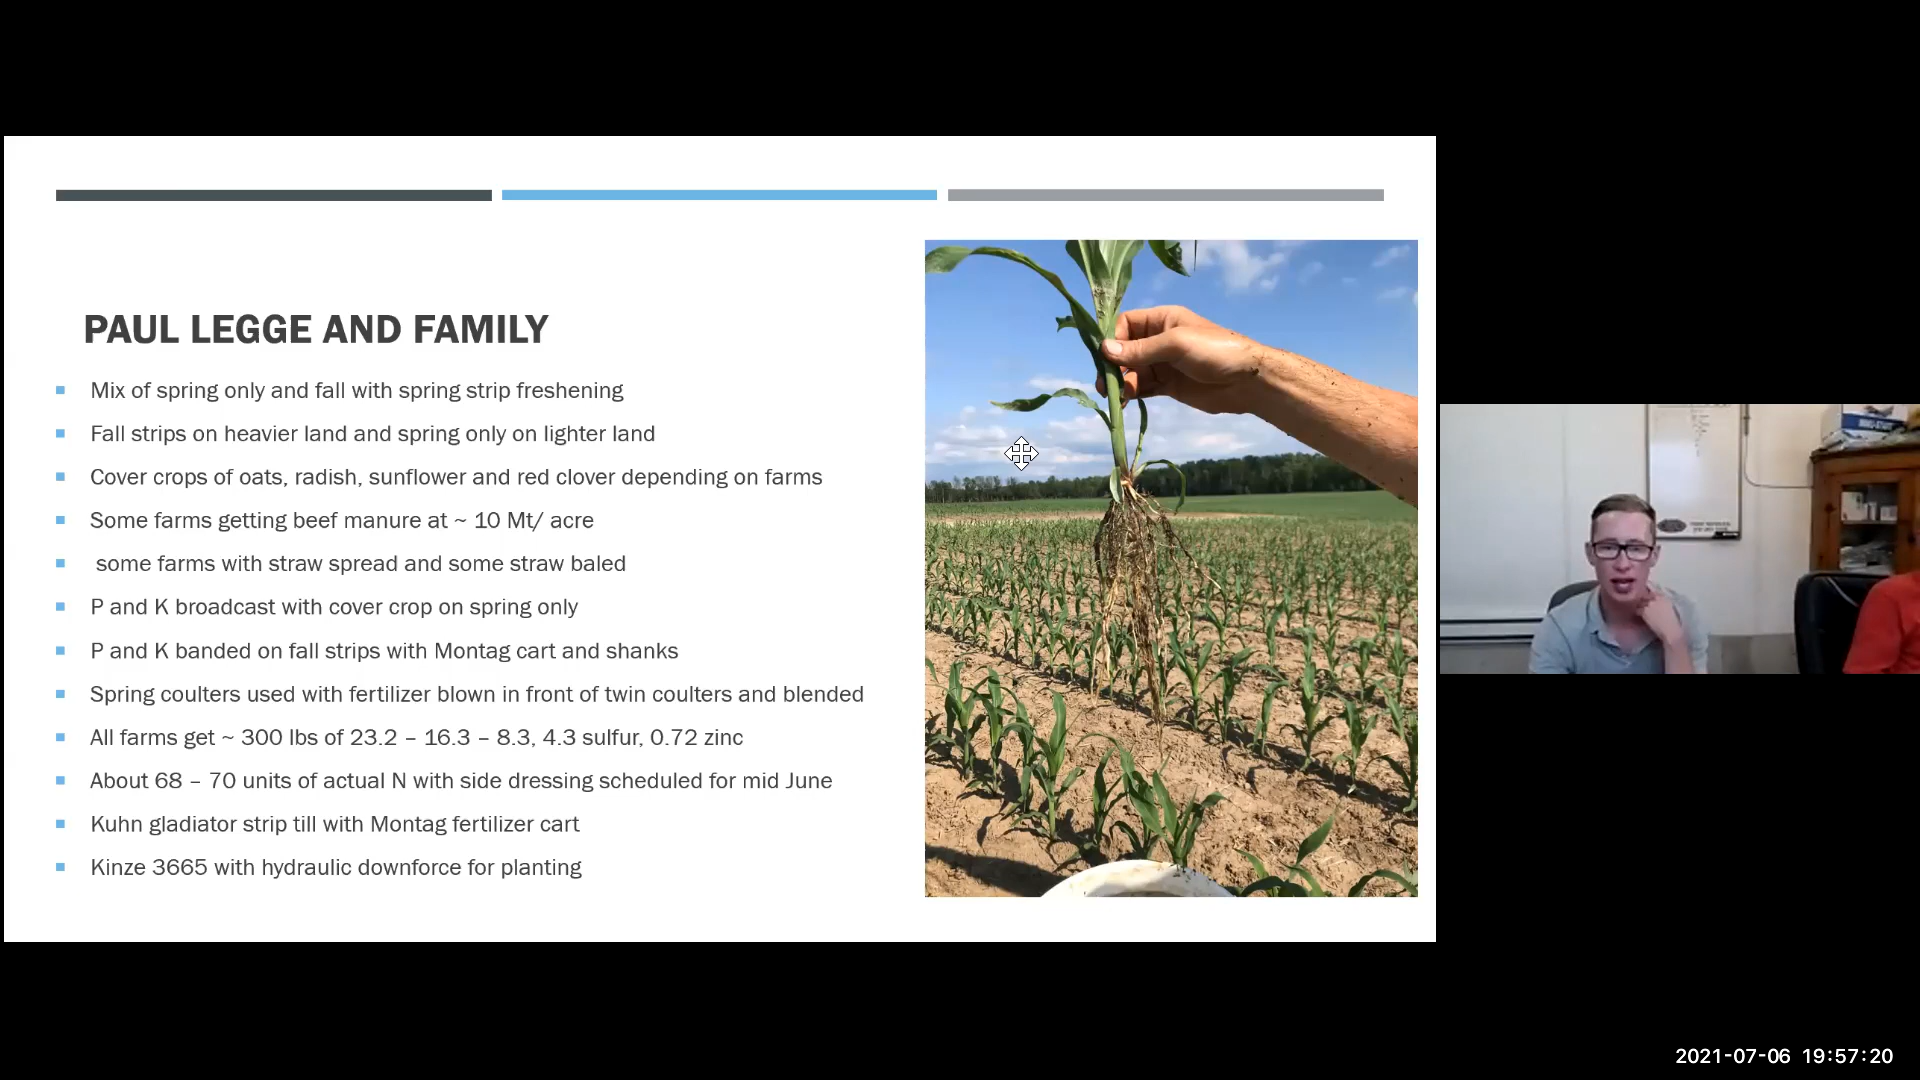 PAUL LEGGE AND FAMILY
Mix of spring only and fall with spring strip freshening
Fall strips on heavier land and spring only on lighter land
Cover crops of oats, radish, sunflower and red clover depending on farms
Some farms getting beef manure at ~ 10 Mt/ acre
some farms with straw spread and some straw baled
P and K broadcast with cover crop on spring only
P and K banded on fall strips with Montag cart and shanks
Spring coulters used with fertilizer blown in front of twin coulters and blended
All farms get ~ 300 lbs of 23.2 – 16.3 – 8.3, 4.3 sulfur, 0.72 zinc
About 68 – 70 units of actual N with side dressing scheduled for mid June
Kuhn gladiator strip till with Montag fertilizer cart
Kinze 3665 with hydraulic downforce for planting
2021-07-06 19:57:20